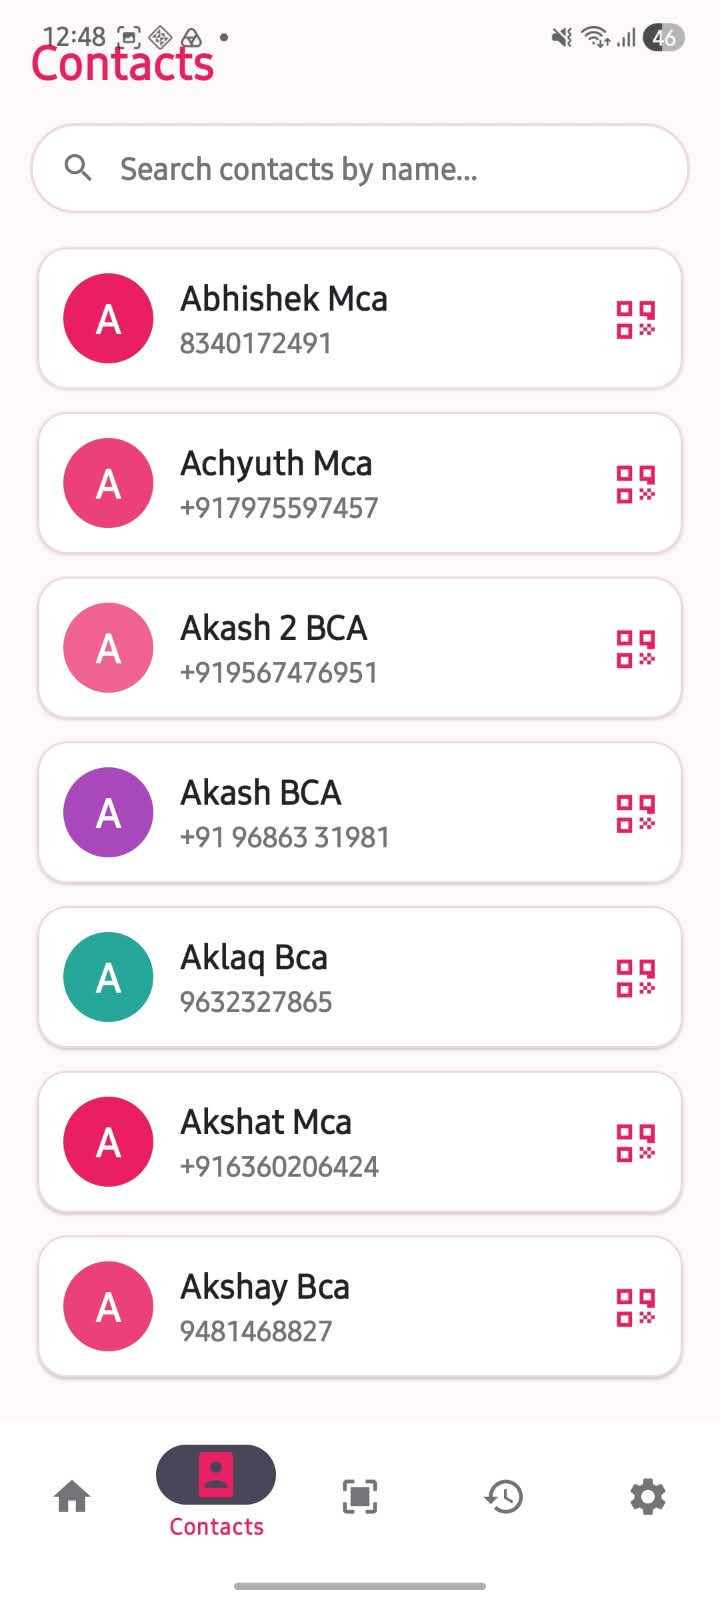 12:48
46
Contacts
Search contacts by name...
A
Abhishek Mca
8340172491
A
Achyuth Mca
+917975597457
A
Akash 2 BCA
+919567476951
A
Akash BCA
+91 96863 31981
A
Aklaq Bca
9632327865
A
Akshat Mca
+916360206424
A
Akshay Bca
9481468827
Contacts